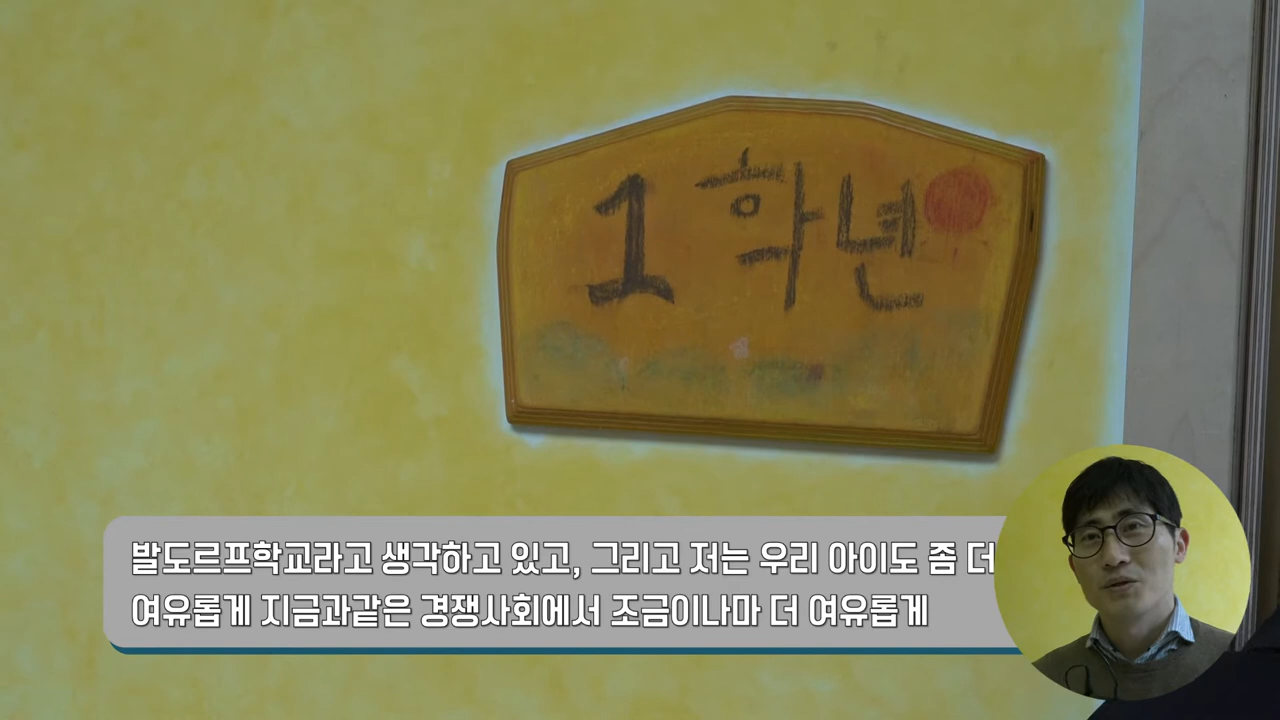 1학년
발도르프학교라고 생각하고 있고, 그리고 저는 우리 아이도 좀 더
여유롭게 지금과같은 경쟁사회에서 조금이나마 더 여유롭게